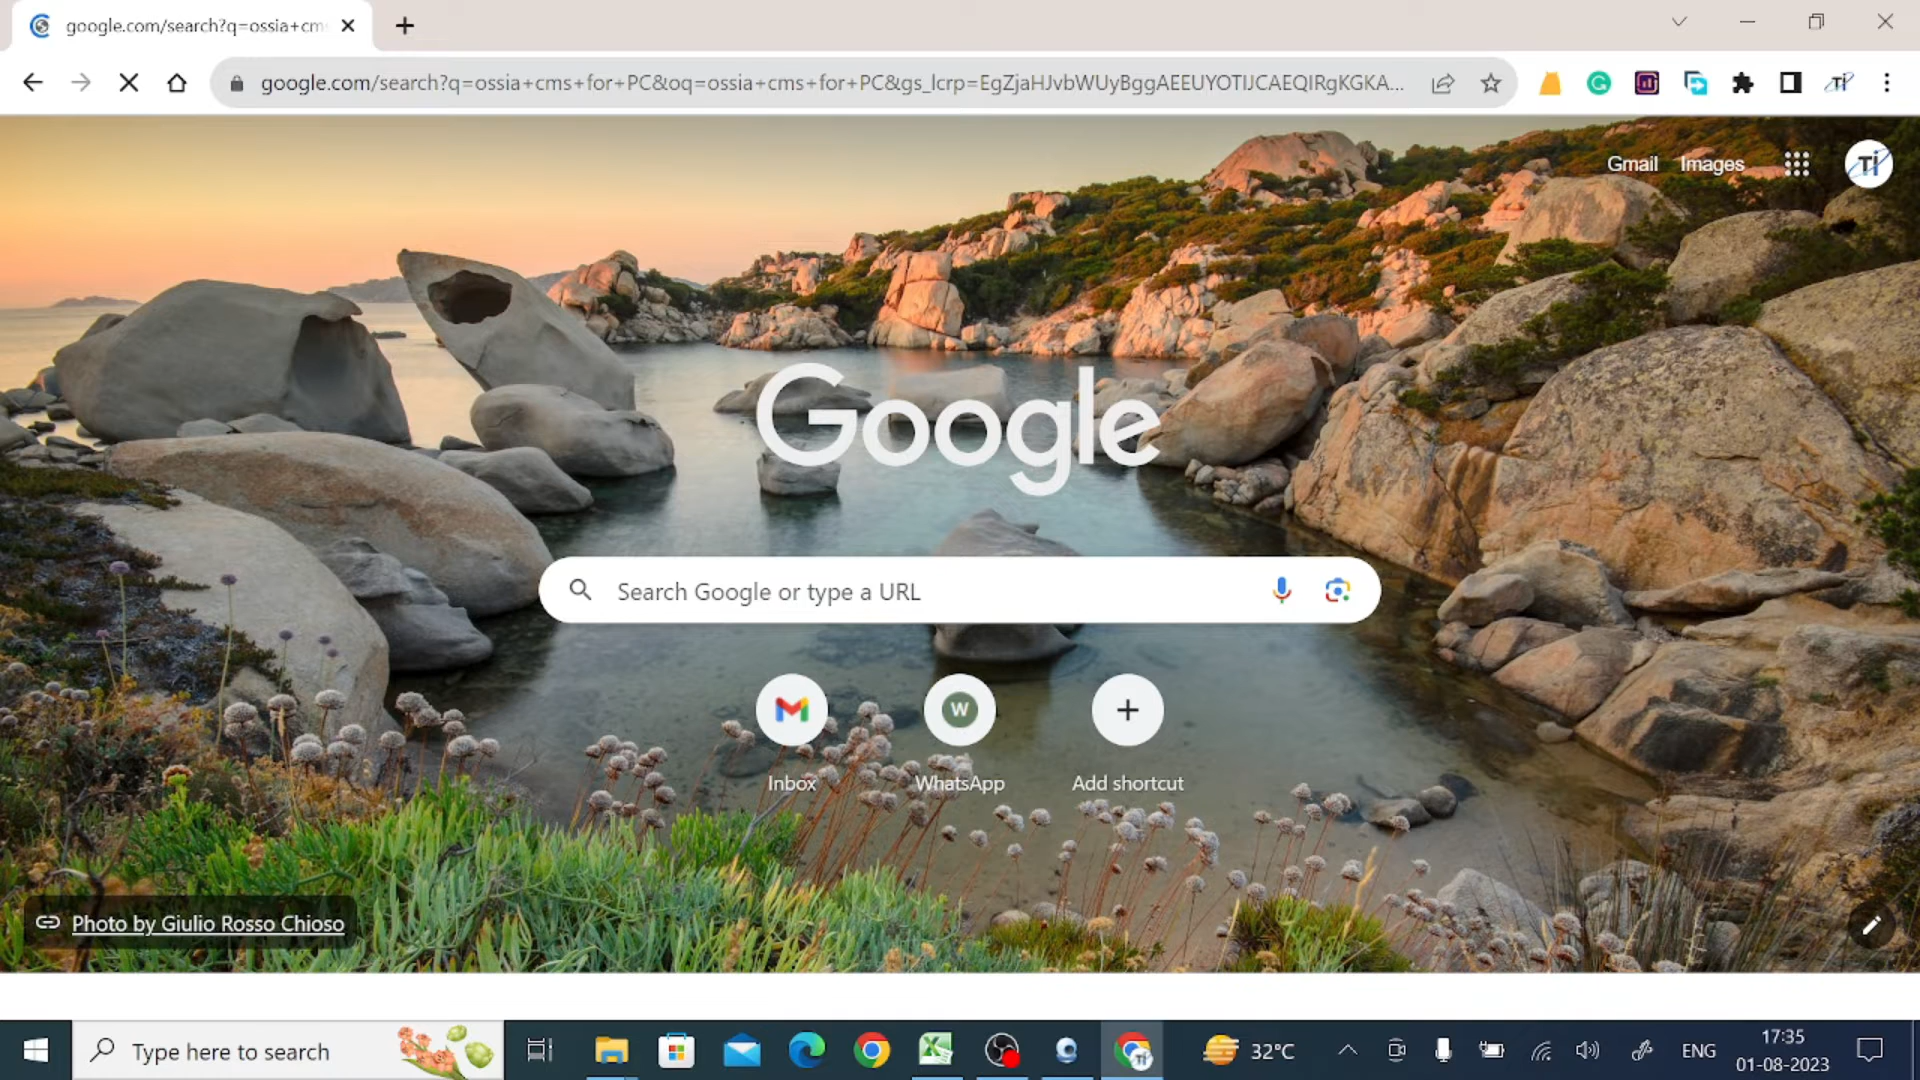 google.com/search?q=ossia+cms
google.com/search?q=ossia+cms+for+PC&oq=ossia+cms+for+PC&gs_lcrp=EgZjaHJvbWUyBggAEEUYOTIJCAEQIRgKGKA...
Gmail Images
Ti
Google
Search Google or type a URL
W
Inbox WhatsApp Add shortcut
Photo by Giulio Rosso Chioso
Type here to search
32°C
ENG
17:35
01-08-2023